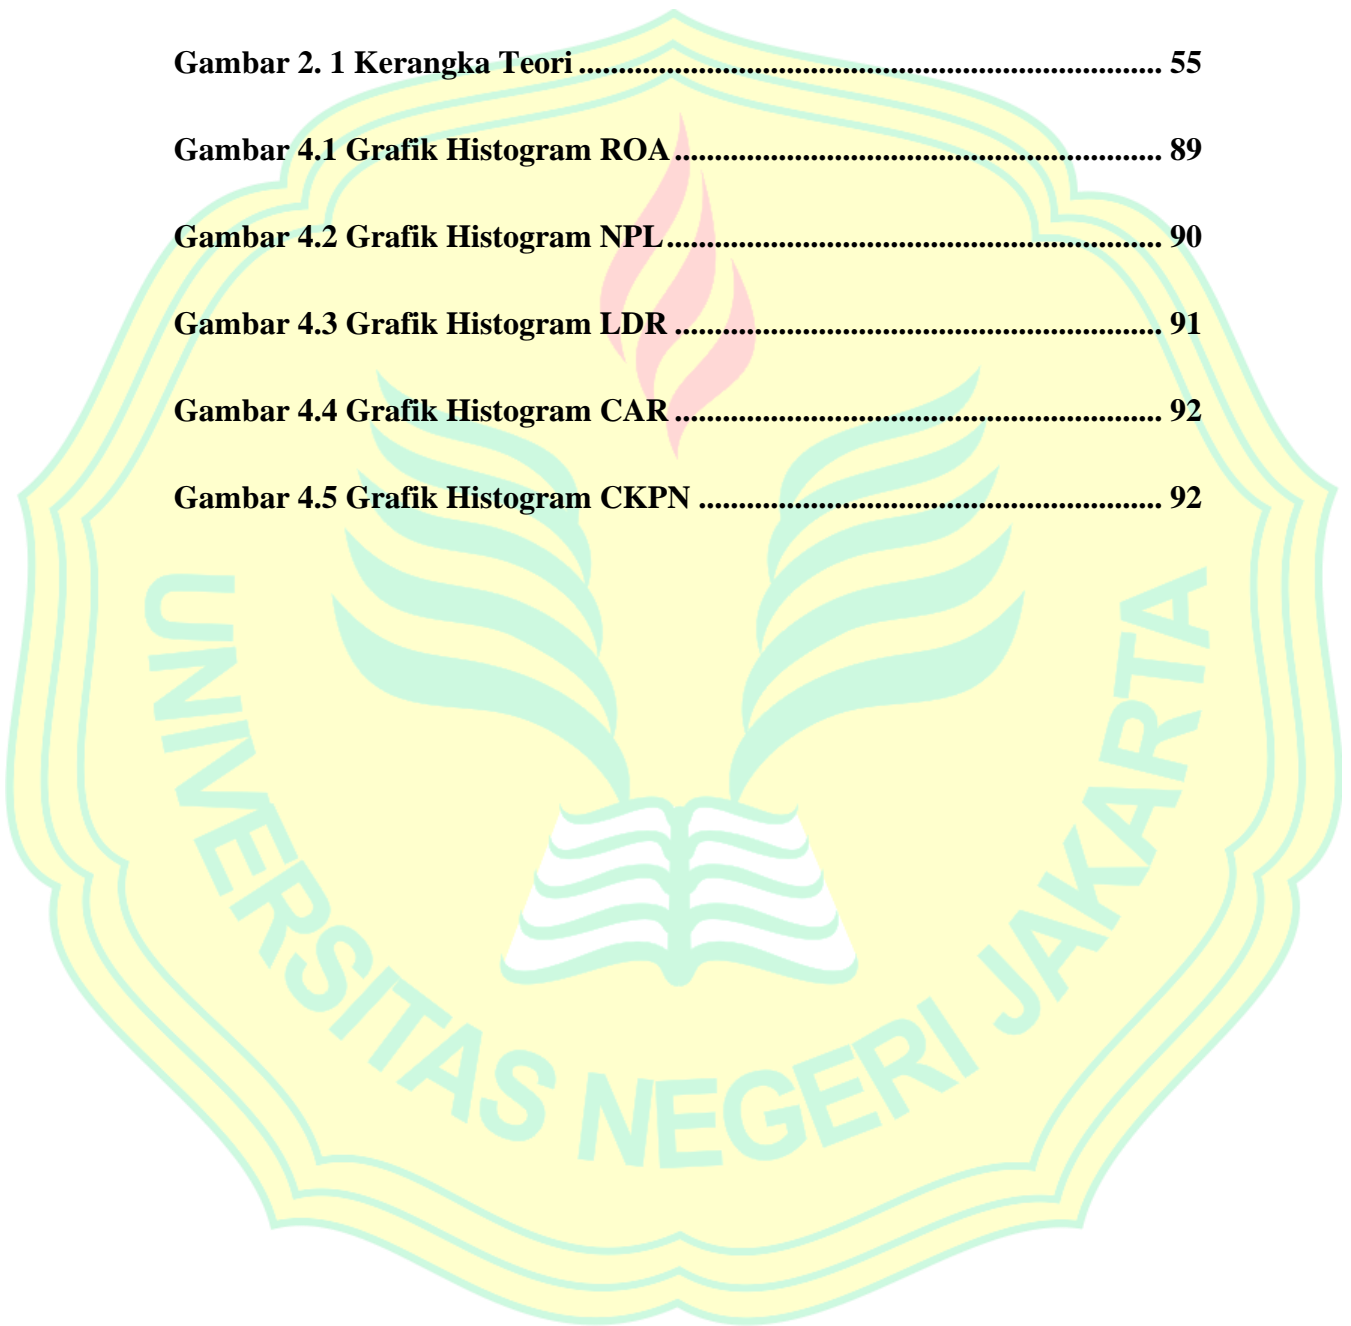 Gambar 2. 1 Kerangka Teori .......................................................................... 55
Gambar 4.1 Grafik Histogram ROA .............................................................. 89
Gambar 4.2 Grafik Histogram NPL ............................................................... 90
Gambar 4.3 Grafik Histogram LDR .............................................................. 91
Gambar 4.4 Grafik Histogram CAR .............................................................. 92
Gambar 4.5 Grafik Histogram CKPN ........................................................... 92
UNIVERSITAS NEGERI JAKARTA